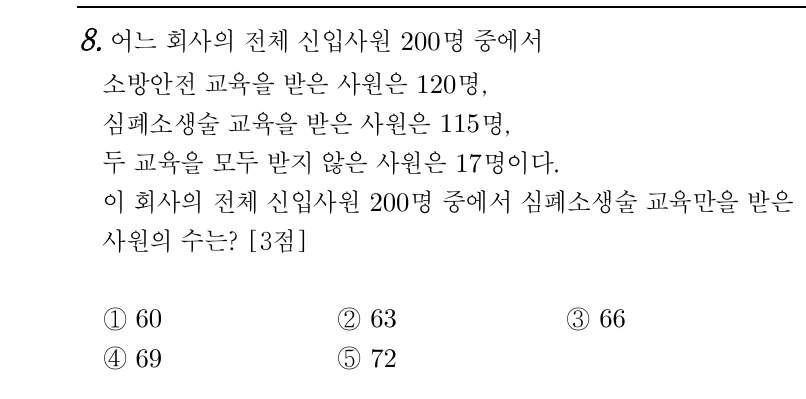 8. 어느 회사의 전체 신입사원 200명 중에서
소방안전 교육을 받은 사원은 120명,
심폐소생술 교육을 받은 사원은 115명,
두 교육을 모두 받지 않은 사원은 17명이다.
이 회사의 전체 신입사원 200명 중에서 심폐소생술 교육만을 받은
사원의 수는? [3점]
① 60 ② 63 ③ 66
④ 69 ⑤ 72